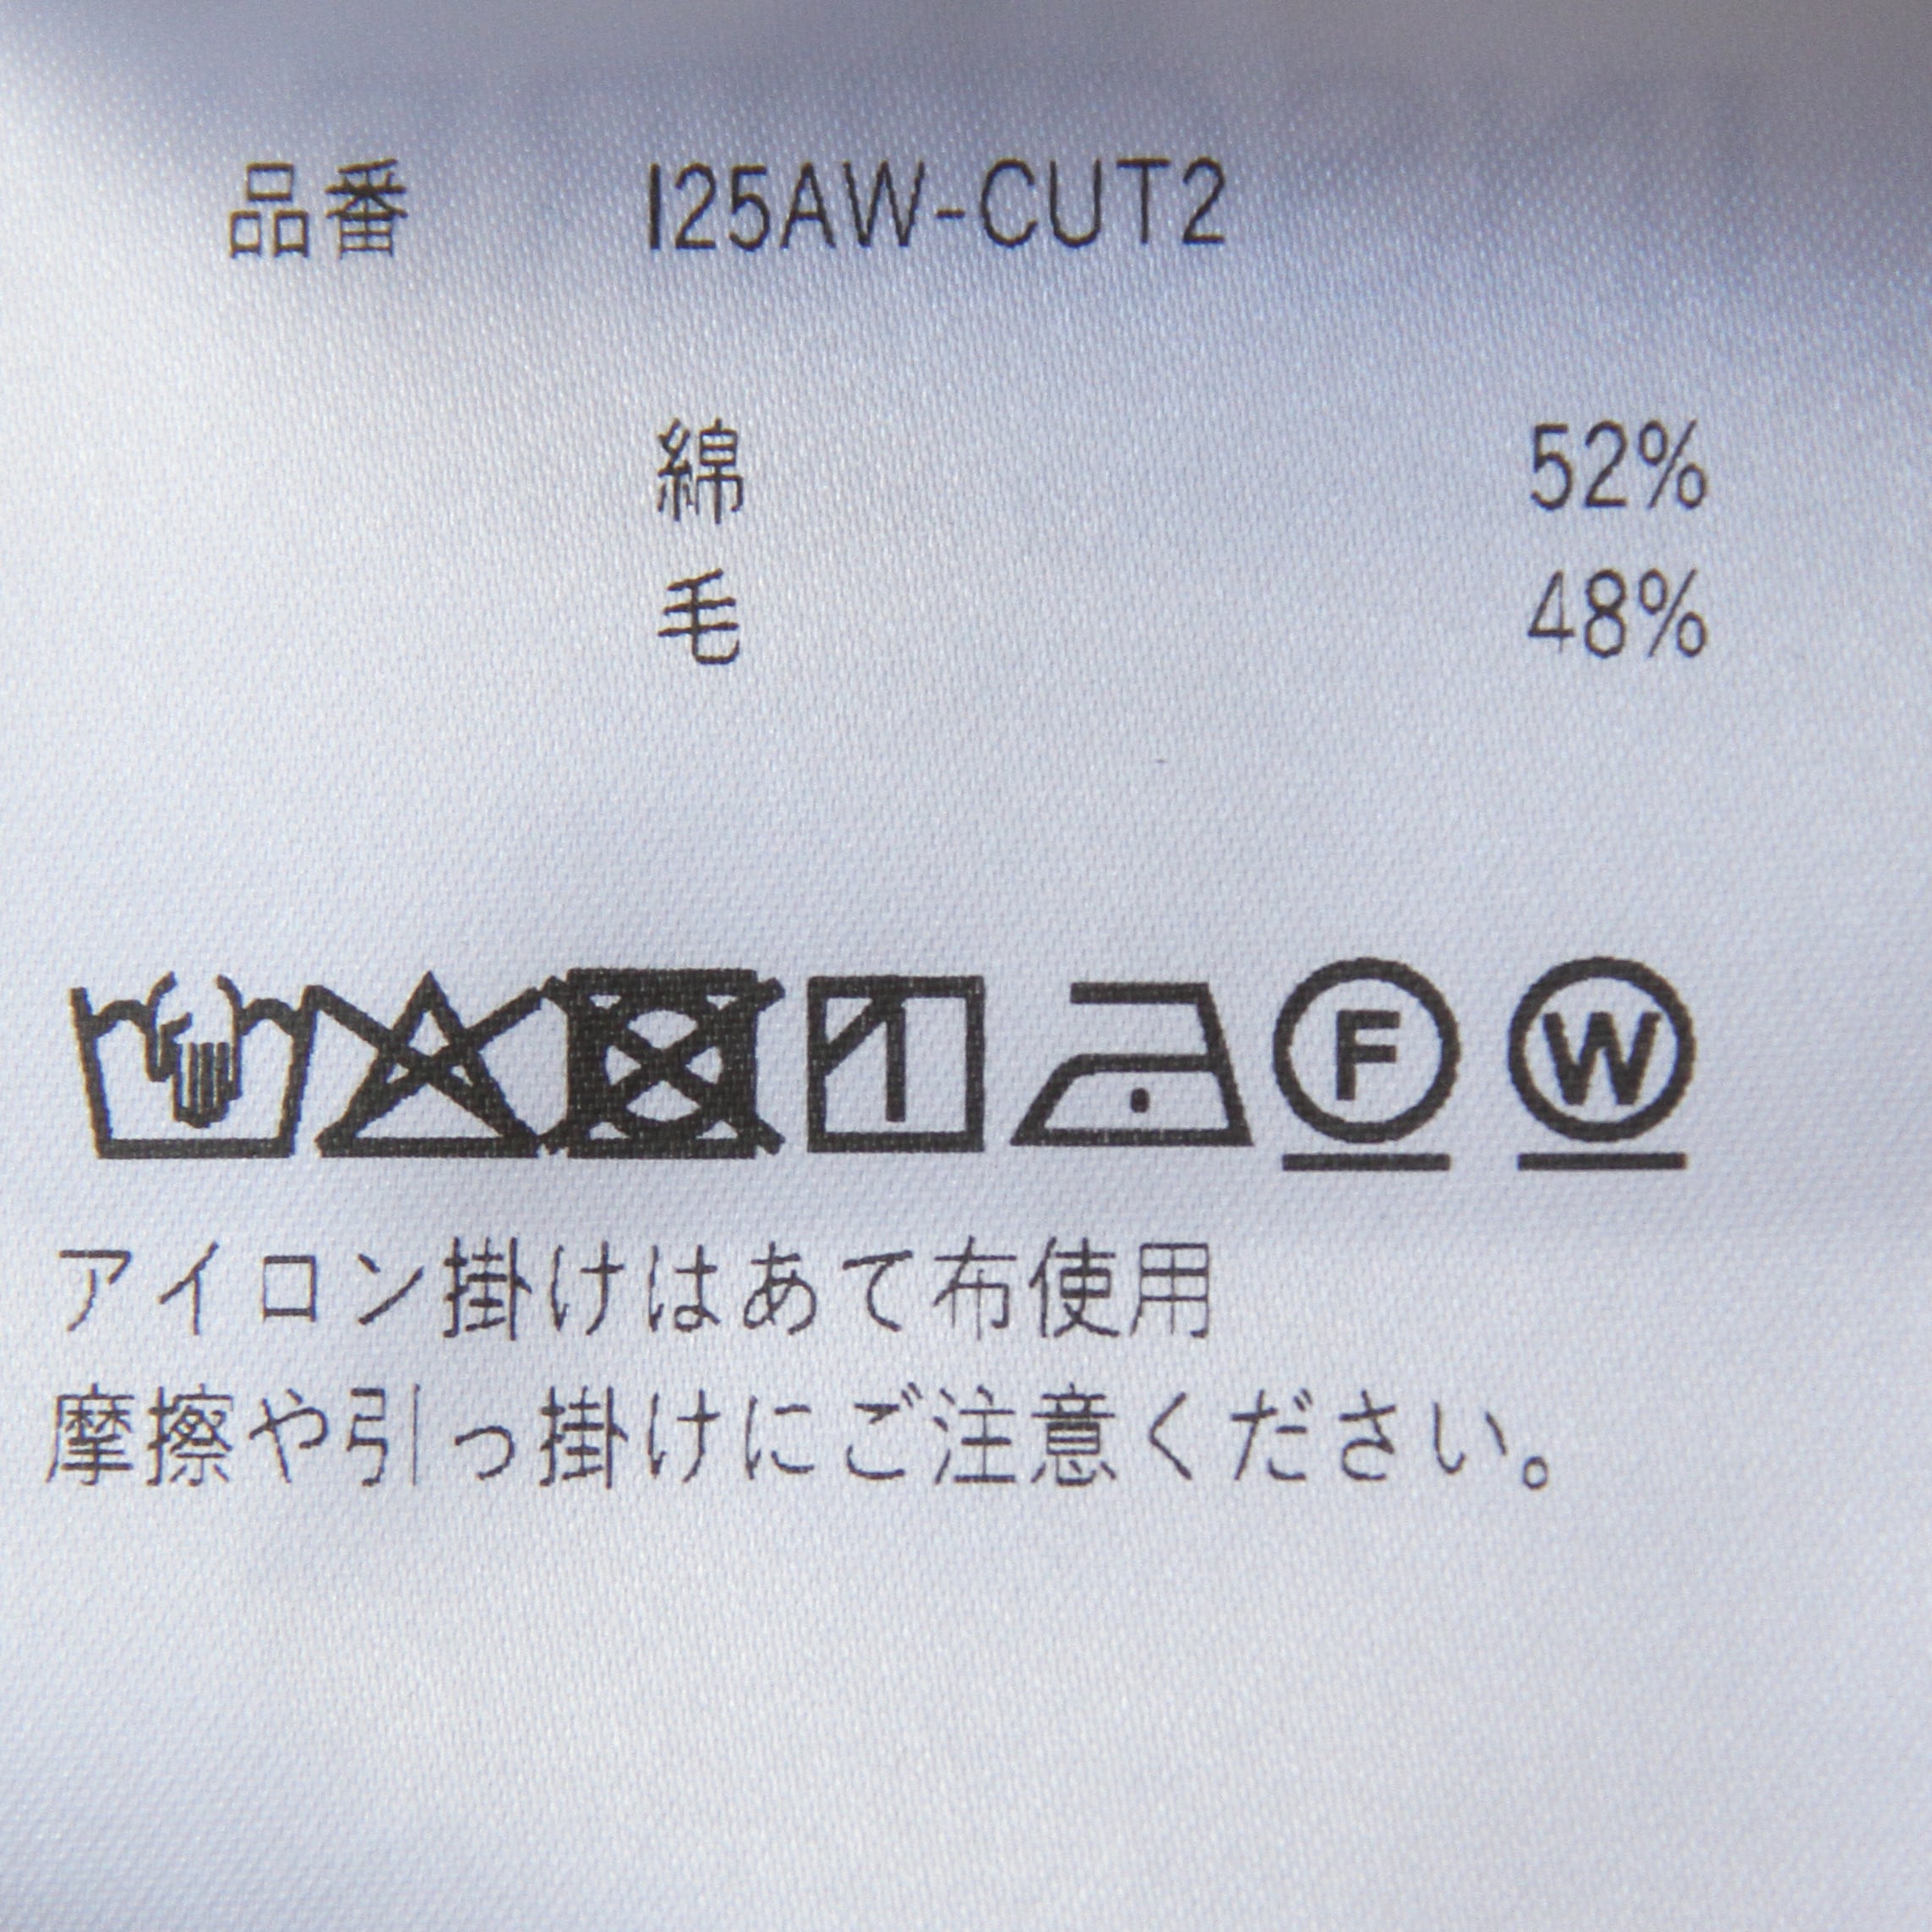 品番 I25AW-CUT2
綿 52%
毛 48%
F W
アイロン掛けはあて布使用
摩擦や引っ掛けにご注意ください。